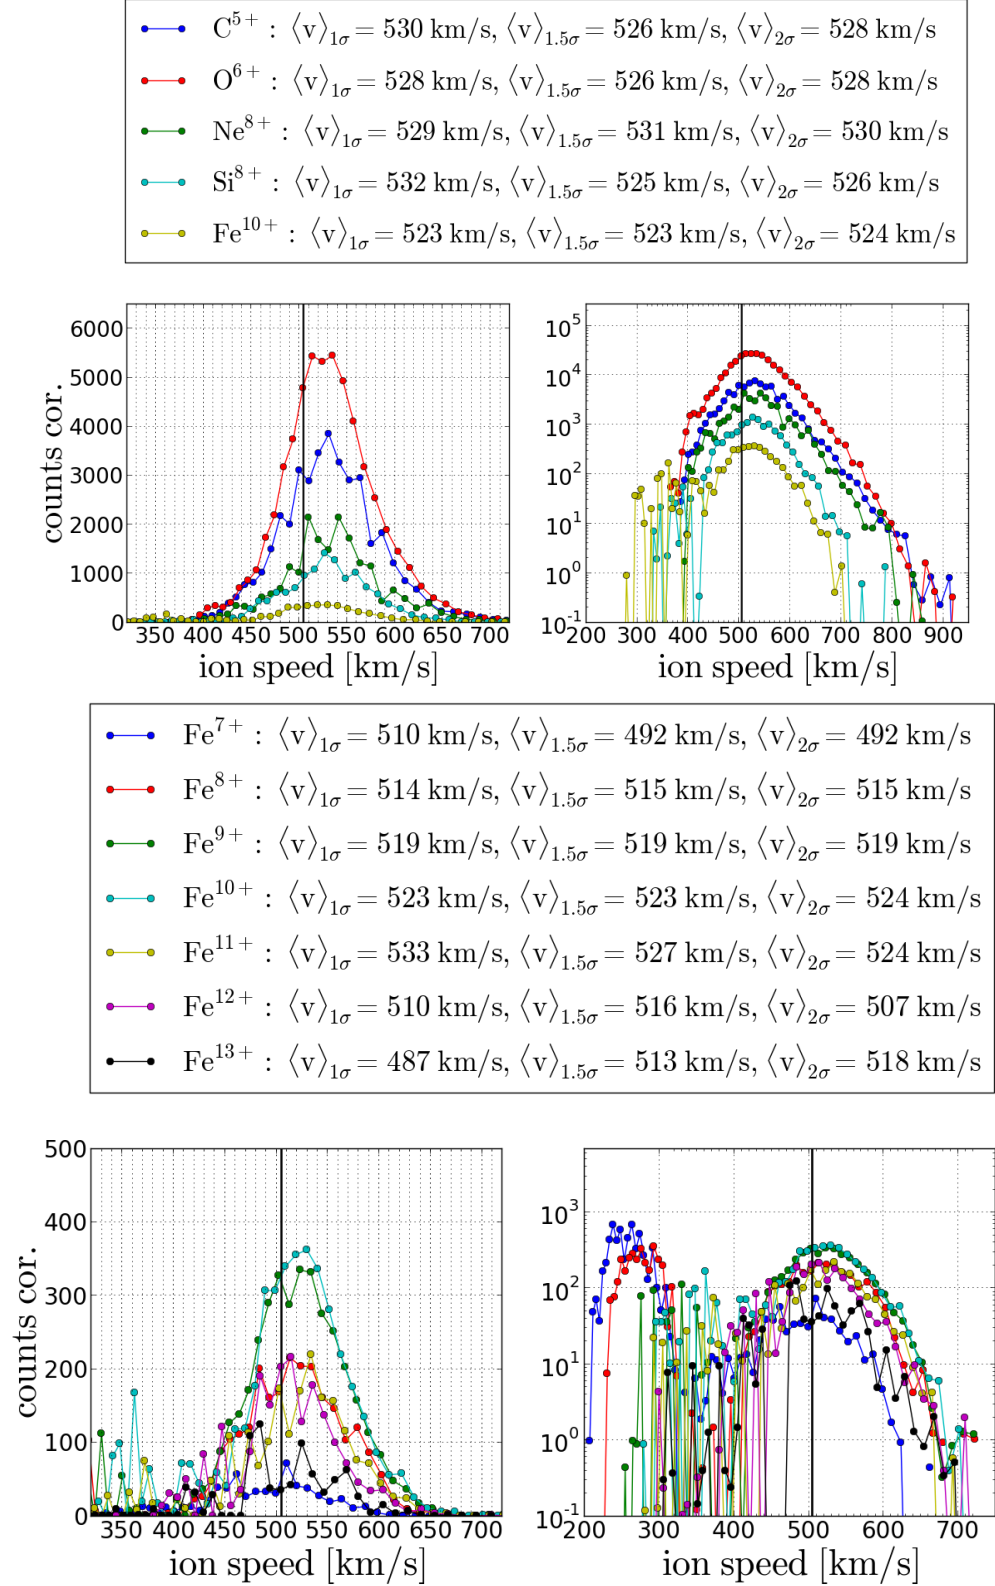 C5+ : ⟨v⟩1σ = 530 km/s, ⟨v⟩1.5σ = 526 km/s, ⟨v⟩2σ = 528 km/s
O6+ : ⟨v⟩1σ = 528 km/s, ⟨v⟩1.5σ = 526 km/s, ⟨v⟩2σ = 528 km/s
Ne8+ : ⟨v⟩1σ = 529 km/s, ⟨v⟩1.5σ = 531 km/s, ⟨v⟩2σ = 530 km/s
Si8+ : ⟨v⟩1σ = 532 km/s, ⟨v⟩1.5σ = 525 km/s, ⟨v⟩2σ = 526 km/s
Fe10+ : ⟨v⟩1σ = 523 km/s, ⟨v⟩1.5σ = 523 km/s, ⟨v⟩2σ = 524 km/s
counts cor.
6000
5000
4000
3000
2000
1000
0
350 400 450 500 550 600 650 700
ion speed [km/s]
10^5
10^4
10^3
10^2
10^1
10^0
10^-1
200 300 400 500 600 700 800 900
ion speed [km/s]
Fe7+ : ⟨v⟩1σ = 510 km/s, ⟨v⟩1.5σ = 492 km/s, ⟨v⟩2σ = 492 km/s
Fe8+ : ⟨v⟩1σ = 514 km/s, ⟨v⟩1.5σ = 515 km/s, ⟨v⟩2σ = 515 km/s
Fe9+ : ⟨v⟩1σ = 519 km/s, ⟨v⟩1.5σ = 519 km/s, ⟨v⟩2σ = 519 km/s
Fe10+ : ⟨v⟩1σ = 523 km/s, ⟨v⟩1.5σ = 523 km/s, ⟨v⟩2σ = 524 km/s
Fe11+ : ⟨v⟩1σ = 533 km/s, ⟨v⟩1.5σ = 527 km/s, ⟨v⟩2σ = 524 km/s
Fe12+ : ⟨v⟩1σ = 510 km/s, ⟨v⟩1.5σ = 516 km/s, ⟨v⟩2σ = 507 km/s
Fe13+ : ⟨v⟩1σ = 487 km/s, ⟨v⟩1.5σ = 513 km/s, ⟨v⟩2σ = 518 km/s
counts cor.
500
400
300
200
100
0
350 400 450 500 550 600 650 700
ion speed [km/s]
10^3
10^2
10^1
10^0
10^-1
200 300 400 500 600 700
ion speed [km/s]